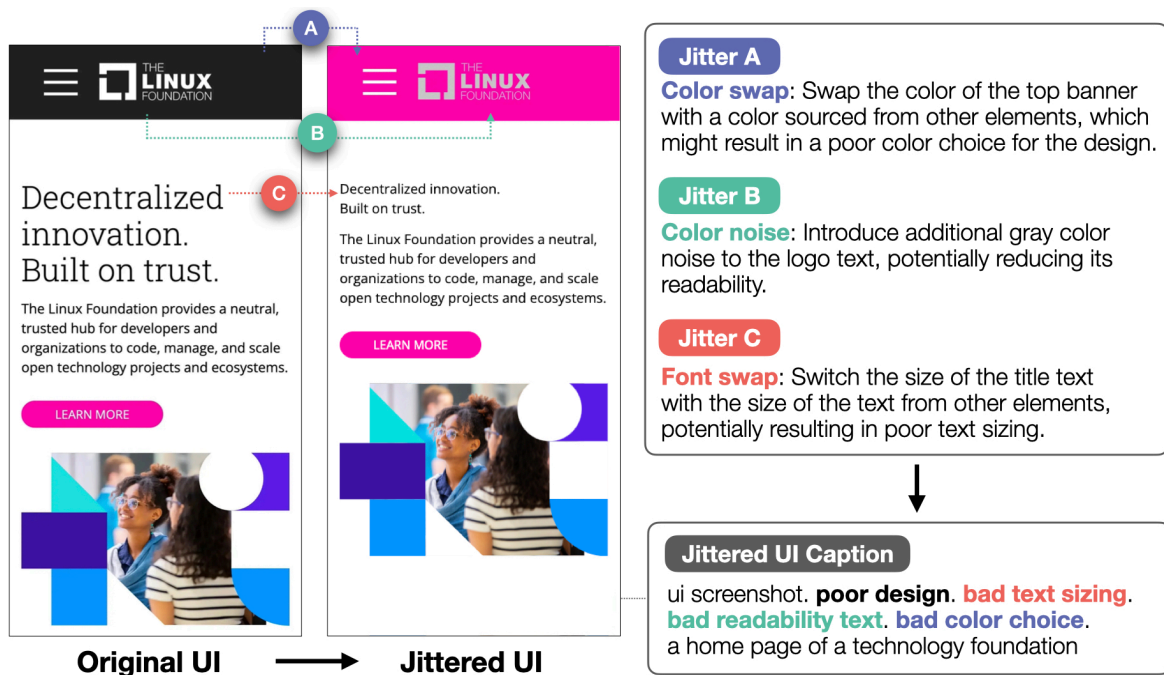 A
THE
LINUX
FOUNDATION
THE
LINUX
FOUNDATION
B
Decentralized
innovation.
Built on trust.
The Linux Foundation provides a neutral,
trusted hub for developers and
organizations to code, manage, and scale
open technology projects and ecosystems.
LEARN MORE
C
Decentralized innovation.
Built on trust.
The Linux Foundation provides a neutral,
trusted hub for developers and
organizations to code, manage, and scale
open technology projects and ecosystems.
LEARN MORE
Original UI
Jittered UI
Jitter A
Color swap: Swap the color of the top banner
with a color sourced from other elements, which
might result in a poor color choice for the design.
Jitter B
Color noise: Introduce additional gray color
noise to the logo text, potentially reducing its
readability.
Jitter C
Font swap: Switch the size of the title text
with the size of the text from other elements,
potentially resulting in poor text sizing.
Jittered UI Caption
ui screenshot. poor design. bad text sizing.
bad readability text. bad color choice.
a home page of a technology foundation